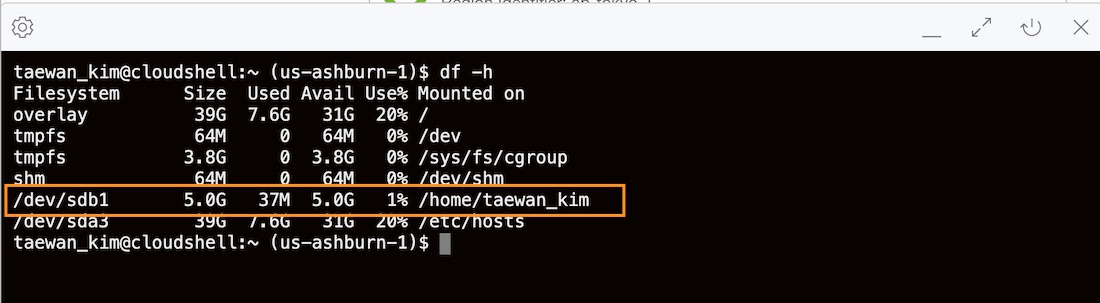 Region Identifier: ap-tokyo-1
taewan_kim@cloudshell:~ (us-ashburn-1)$ df -h
Filesystem      Size  Used Avail Use% Mounted on
overlay          39G  7.6G   31G  20% /
tmpfs            64M     0   64M   0% /dev
tmpfs           3.8G     0  3.8G   0% /sys/fs/cgroup
shm              64M     0   64M   0% /dev/shm
/dev/sdb1       5.0G   37M  5.0G   1% /home/taewan_kim
/dev/sda3        39G  7.6G   31G  20% /etc/hosts
taewan_kim@cloudshell:~ (us-ashburn-1)$